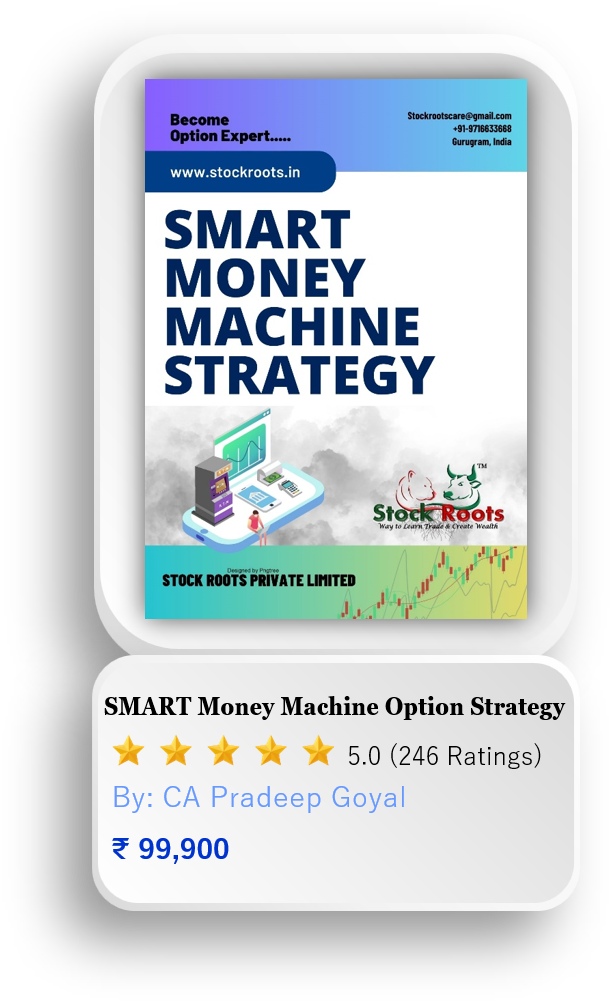 Become
Option Expert.....
Stockrootscare@gmail.com
+91-9716633668
Gurugram, India
www.stockroots.in
SMART
MONEY
MACHINE
STRATEGY
TM
Stock Roots
Way to Learn Trade & Create Wealth
Designed by Pngtree
STOCK ROOTS PRIVATE LIMITED
SMART Money Machine Option Strategy
5.0 (246 Ratings)
By: CA Pradeep Goyal
₹ 99,900